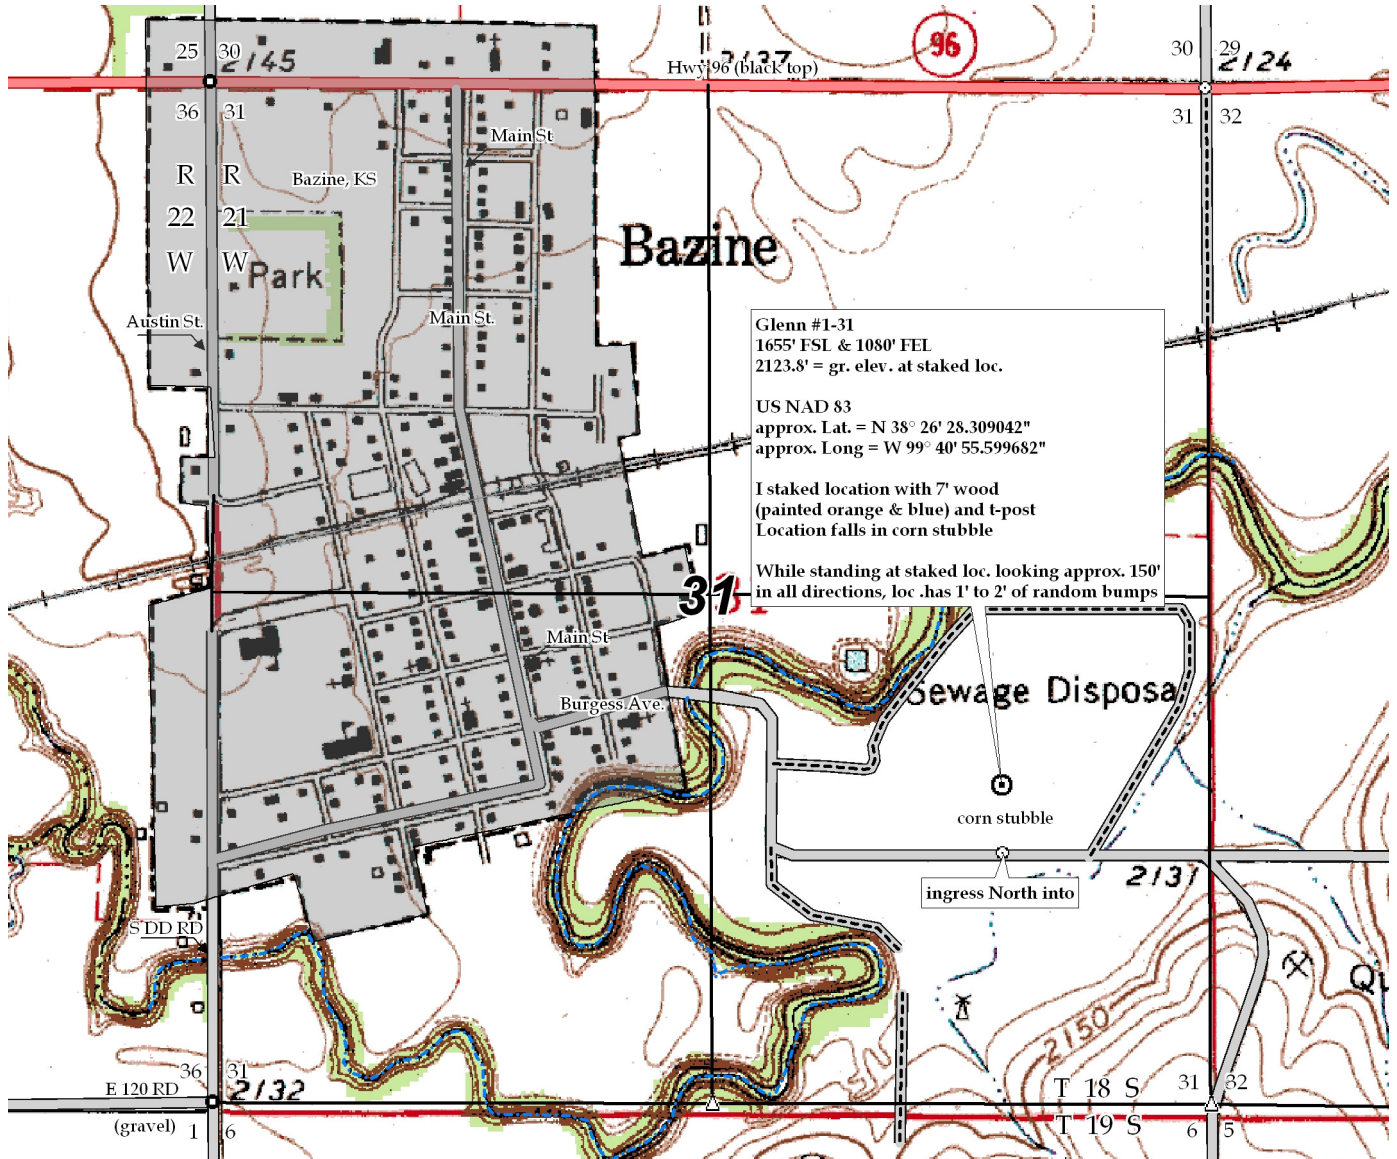 25 30
2145
2137
96
Hwy 96 (black top)
30 29
2124
36 31
31 32
Main St
R R
Bazine, KS
22 21
W W
Bazine
Park
Austin St.
Main St.
Glenn #1-31
1655' FSL & 1080' FEL
2123.8' = gr. elev. at staked loc.
US NAD 83
approx. Lat. = N 38° 26' 28.309042"
approx. Long = W 99° 40' 55.599682"
I staked location with 7' wood
(painted orange & blue) and t-post
Location falls in corn stubble
While standing at staked loc. looking approx. 150'
in all directions, loc .has 1' to 2' of random bumps
31
Main St
Sewage Disposa
Burgess Ave.
corn stubble
2131
ingress North into
S DD RD
Qu
2150
36 31
E 120 RD
2132
T 18 S
31 32
(gravel)
1 6
T 19 S
6 5